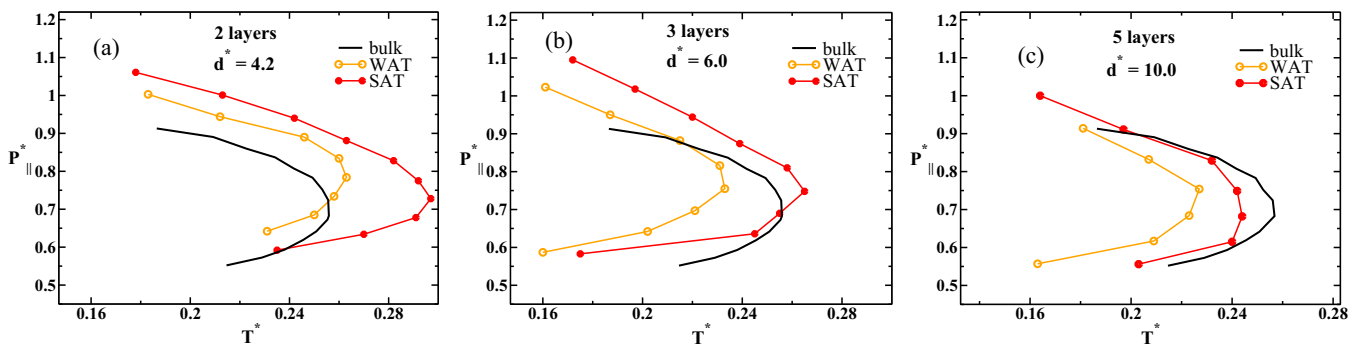 (a)
2 layers
d* = 4.2
bulk
WAT
SAT
P*||
1.2
1.1
1
0.9
0.8
0.7
0.6
0.5
0.16
0.2
0.24
0.28
T*
(b)
3 layers
d* = 6.0
bulk
WAT
SAT
P*||
1.2
1.1
1
0.9
0.8
0.7
0.6
0.5
0.16
0.2
0.24
0.28
T*
(c)
5 layers
d* = 10.0
bulk
WAT
SAT
P*||
1.2
1.1
1
0.9
0.8
0.7
0.6
0.5
0.16
0.2
0.24
0.28
T*